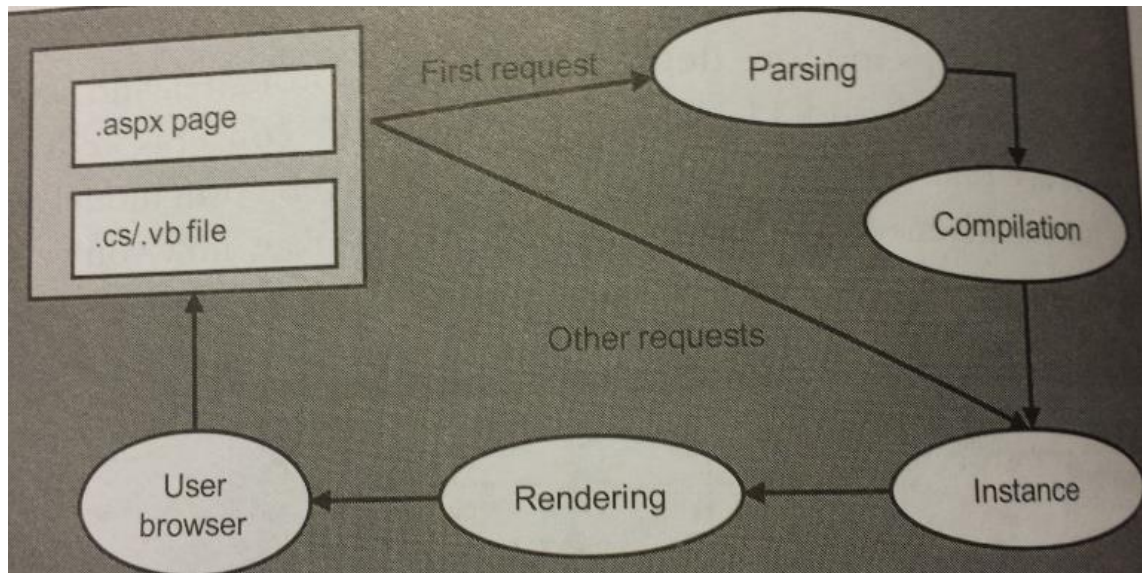 .aspx page
.cs/.vb file
First request
Parsing
Compilation
Other requests
Instance
Rendering
User
browser